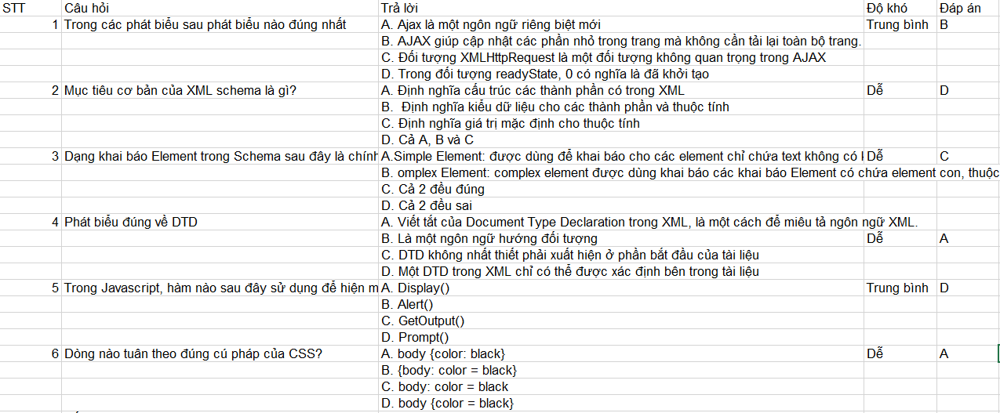 STT Câu hỏi Trả lời Độ khó Đáp án
1 Trong các phát biểu sau phát biểu nào đúng nhất A. Ajax là một ngôn ngữ riêng biệt mới Trung bình B
B. AJAX giúp cập nhật các phần nhỏ trong trang mà không cần tải lại toàn bộ trang.
C. Đối tượng XMLHttpRequest là một đối tượng không quan trọng trong AJAX
D. Trong đối tượng readyState, 0 có nghĩa là đã khởi tạo
2 Mục tiêu cơ bản của XML schema là gì? A. Định nghĩa cấu trúc các thành phần có trong XML Dễ D
B. Định nghĩa kiểu dữ liệu cho các thành phần và thuộc tính
C. Định nghĩa giá trị mặc định cho thuộc tính
D. Cả A, B và C
3 Dạng khai báo Element trong Schema sau đây là chính A.Simple Element: được dùng để khai báo cho các element chỉ chứa text không có Dễ C
B. omplex Element: complex element được dùng khai báo các khai báo Element có chứa element con, thuộc
C. Cả 2 đều đúng
D. Cả 2 đều sai
4 Phát biểu đúng về DTD A. Viết tắt của Document Type Declaration trong XML, là một cách để miêu tả ngôn ngữ XML.
B. Là một ngôn ngữ hướng đối tượng Dễ A
C. DTD không nhất thiết phải xuất hiện ở phần bắt đầu của tài liệu
D. Một DTD trong XML chỉ có thể được xác định bên trong tài liệu
5 Trong Javascript, hàm nào sau đây sử dụng để hiện A. Display() Trung bình D
B. Alert()
C. GetOutput()
D. Prompt()
6 Dòng nào tuân theo đúng cú pháp của CSS? A. body {color: black} Dễ A
B. {body: color = black}
C. body: color = black
D. body {color = black}